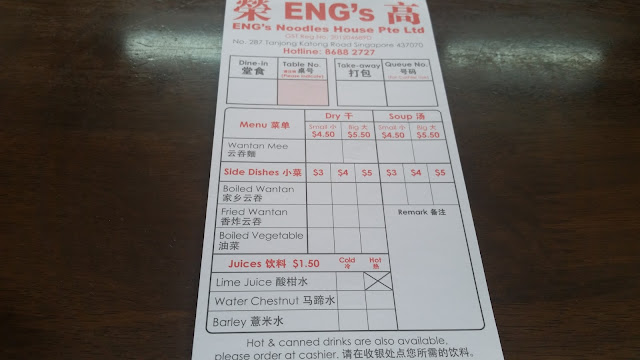 榮 ENG's 高
ENG's Noodles House Pte Ltd
No. 287 Tanjong Katong Road Singapore 437070
Hotline: 8688 2727
Dine-in 堂食
Table No. 桌号
(Please Indicate)
Take-away 打包
Queue No. 号码
Menu 菜单
Dry 干
Soup 汤
Small 小 $4.50
Big 大 $5.50
Small 小 $4.50
Big 大 $5.50
Wantan Mee
云吞麵
Side Dishes 小菜 $3 $4 $5 $3 $4 $5
Boiled Wantan
家乡云吞
Fried Wantan
香炸云吞
Boiled Vegetable
油菜
Remark 备注
Juices 饮料 $1.50
Cold 冷
Hot 热
Lime Juice 酸柑水
Water Chestnut 马蹄水
Barley 薏米水
Hot & canned drinks are also available,
please order at cashier. 请在收银处点您所需的饮料。